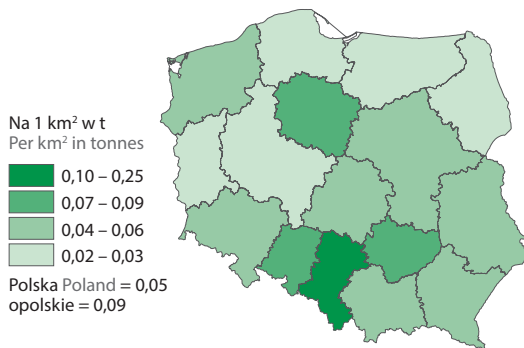 Na 1 km² w t
Per km² in tonnes
0,10 – 0,25
0,07 – 0,09
0,04 – 0,06
0,02 – 0,03
Polska Poland = 0,05
opolskie = 0,09